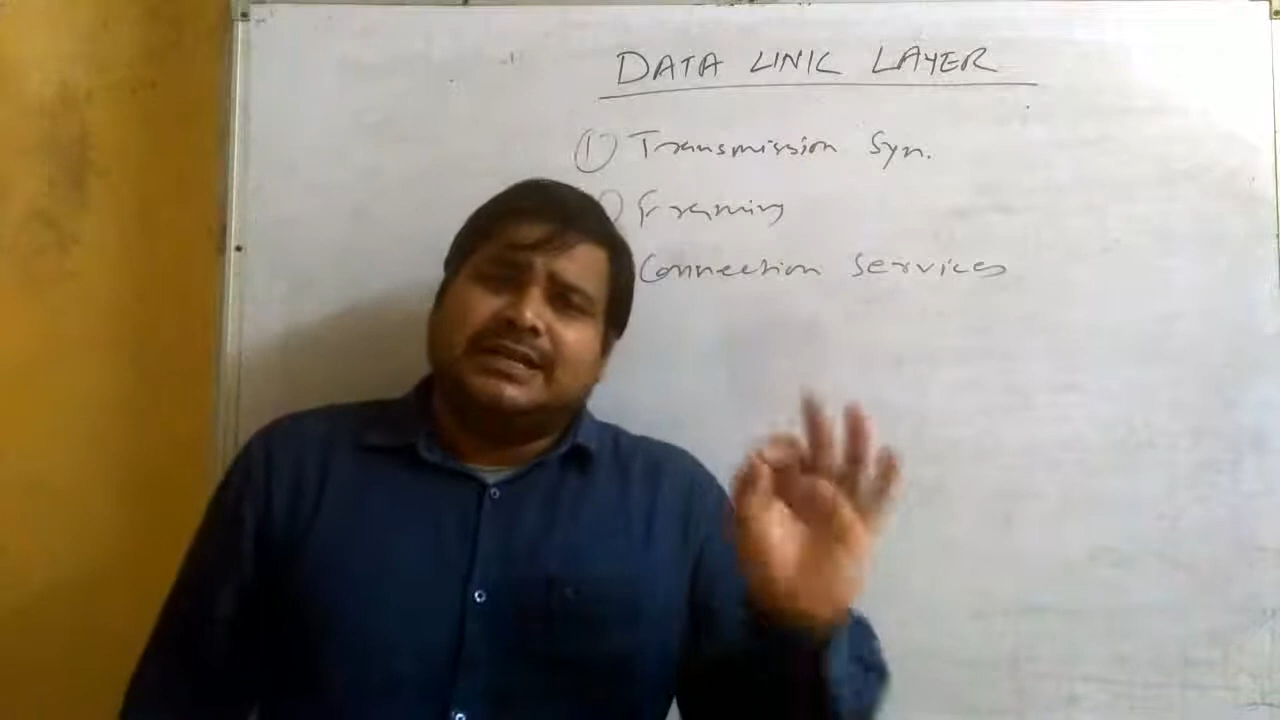 DATA LINK LAYER
① Transmission Syn.
) Framing
Connection Services